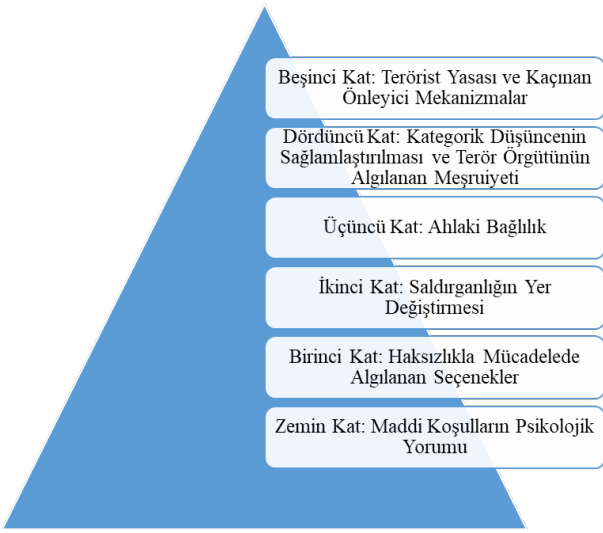 Beşinci Kat: Terörist Yasası ve Kaçınan
Önleyici Mekanizmalar
Dördüncü Kat: Kategorik Düşüncenin
Sağlamlaştırılması ve Terör Örgütünün
Algılanan Meşruiyeti
Üçüncü Kat: Ahlaki Bağlılık
İkinci Kat: Saldırganlığın Yer
Değiştirmesi
Birinci Kat: Haksızlıkla Mücadelede
Algılanan Seçenekler
Zemin Kat: Maddi Koşulların Psikolojik
Yorumu